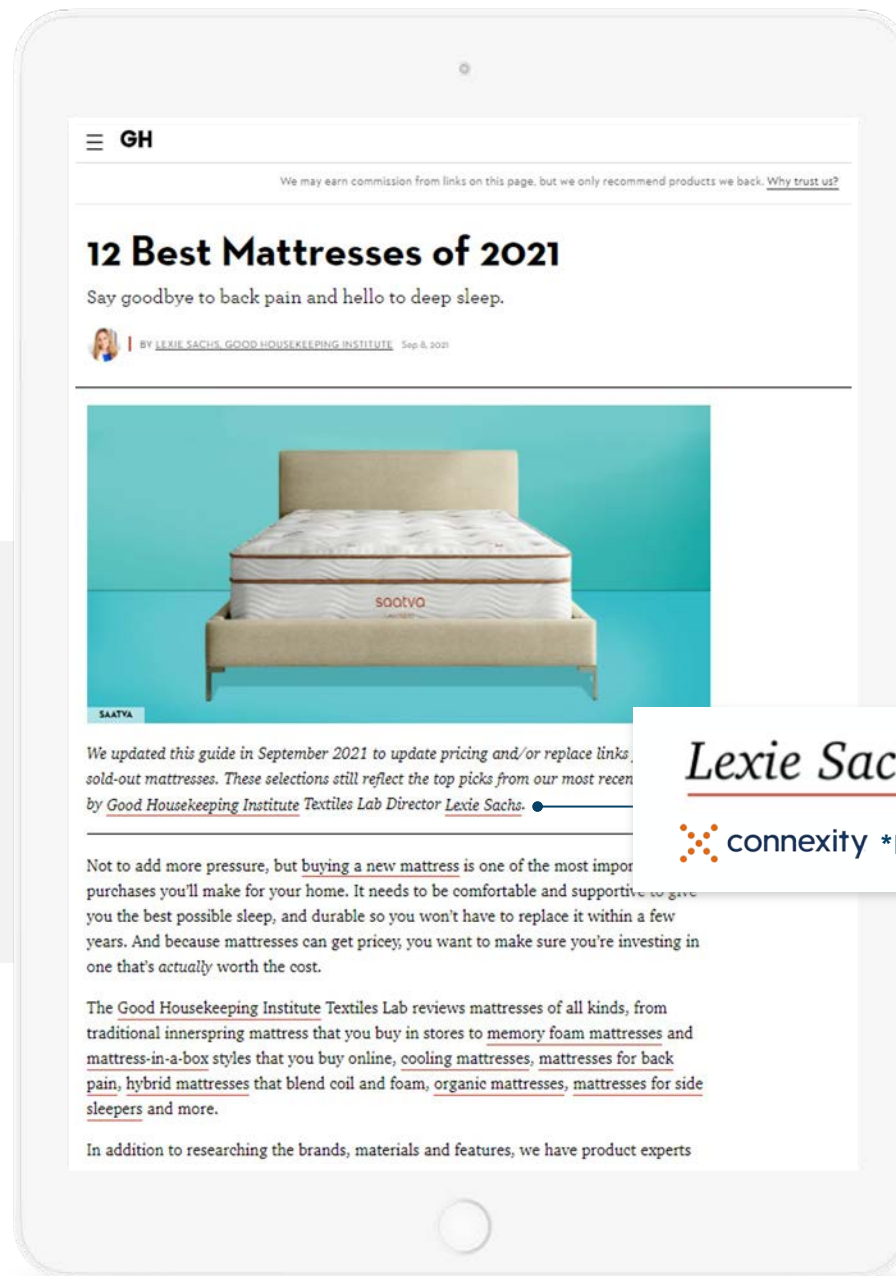 GH
We may earn commission from links on this page, but we only recommend products we back. Why trust us?
12 Best Mattresses of 2021
Say goodbye to back pain and hello to deep sleep.
BY LEXIE SACHS, GOOD HOUSEKEEPING INSTITUTE Sep 8, 2021
saatva
SAATVA
We updated this guide in September 2021 to update pricing and/or replace links
sold-out mattresses. These selections still reflect the top picks from our most recen
by Good Housekeeping Institute Textiles Lab Director Lexie Sachs.
Lexie Sac
connexity *
Not to add more pressure, but buying a new mattress is one of the most impor
purchases you'll make for your home. It needs to be comfortable and supportive to give
you the best possible sleep, and durable so you won't have to replace it within a few
years. And because mattresses can get pricey, you want to make sure you're investing in
one that's actually worth the cost.
The Good Housekeeping Institute Textiles Lab reviews mattresses of all kinds, from
traditional innerspring mattress that you buy in stores to memory foam mattresses and
mattress-in-a-box styles that you buy online, cooling mattresses, mattresses for back
pain, hybrid mattresses that blend coil and foam, organic mattresses, mattresses for side
sleepers and more.
In addition to researching the brands, materials and features, we have product experts